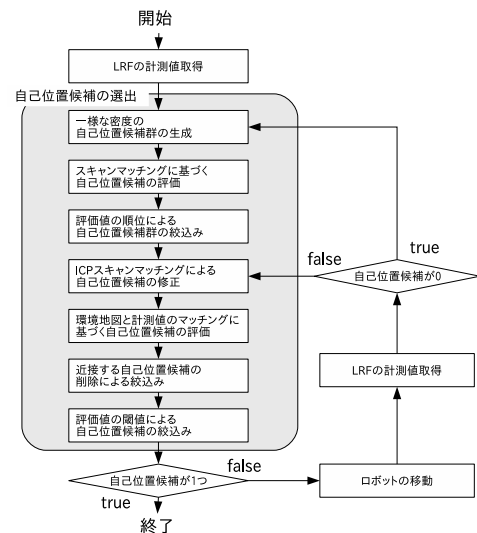 開始
LRFの計測値取得
自己位置候補の選出
一様な密度の
自己位置候補群の生成
スキャンマッチングに基づく
自己位置候補の評価
評価値の順位による
自己位置候補群の絞込み
ICPスキャンマッチングによる
自己位置候補の修正
環境地図と計測値のマッチングに
基づく自己位置候補の評価
近接する自己位置候補の
削除による絞込み
評価値の閾値による
自己位置候補の絞込み
自己位置候補が1つ
true
false
終了
ロボットの移動
LRFの計測値取得
自己位置候補が0
false
true